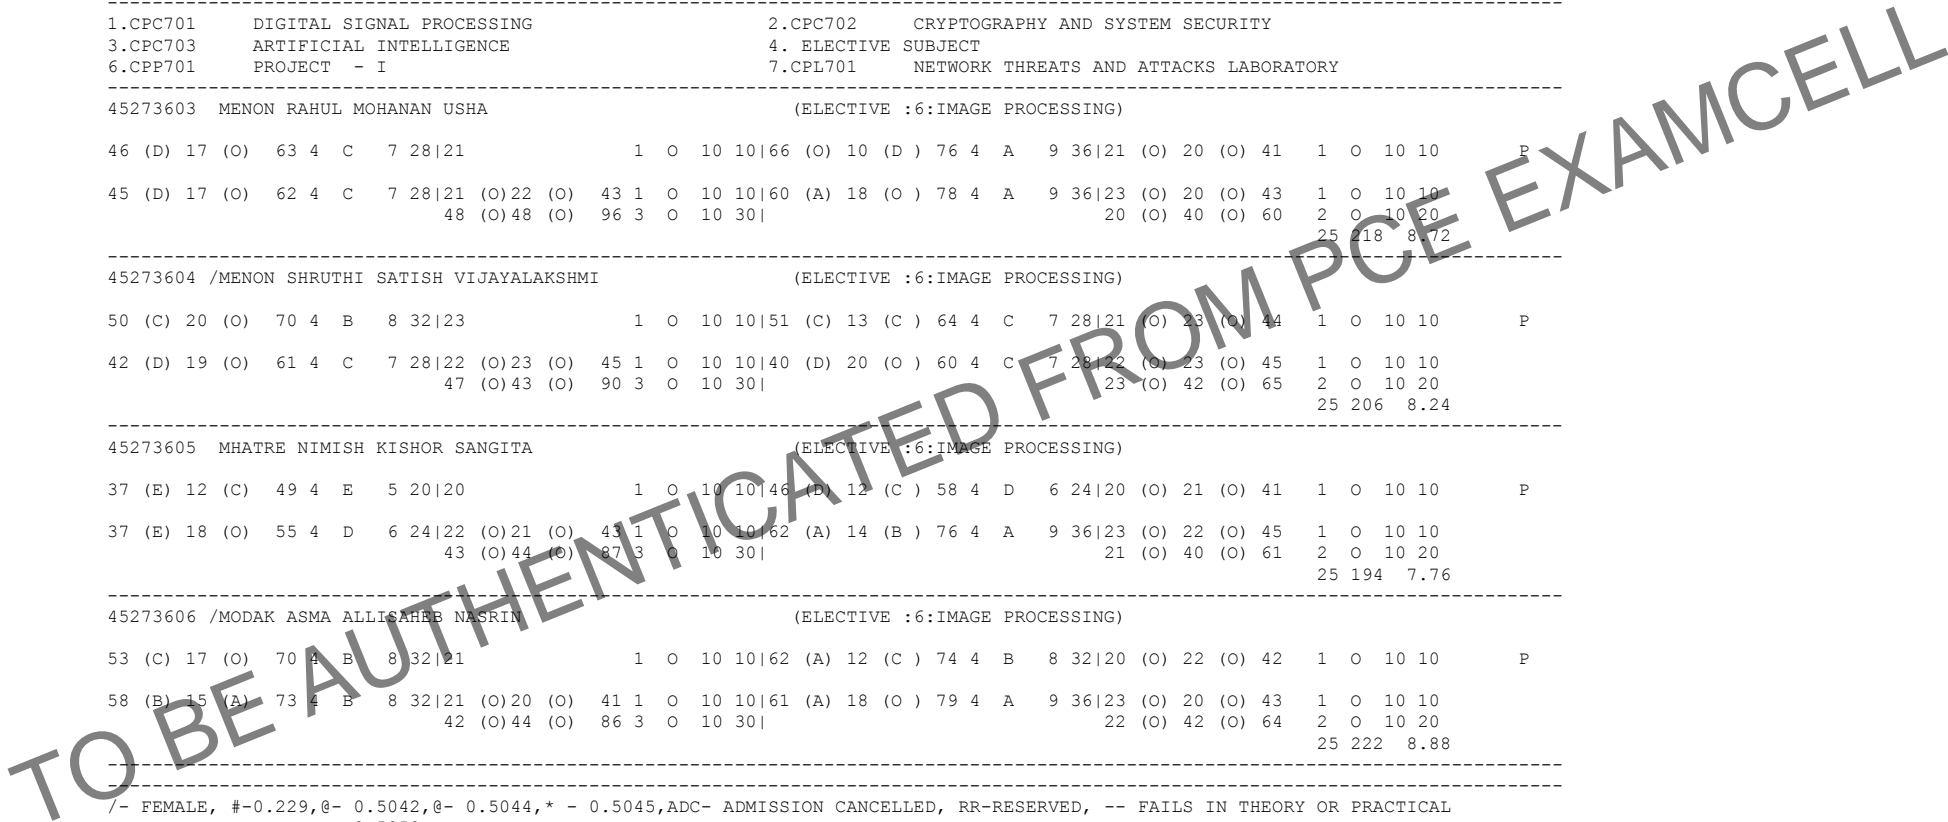 1.CPC701 DIGITAL SIGNAL PROCESSING 2.CPC702 CRYPTOGRAPHY AND SYSTEM SECURITY
3.CPC703 ARTIFICIAL INTELLIGENCE 4. ELECTIVE SUBJECT
6.CPP701 PROJECT - I 7.CPL701 NETWORK THREATS AND ATTACKS LABORATORY
45273603 MENON RAHUL MOHANAN USHA (ELECTIVE :6:IMAGE PROCESSING)
46 (D) 17 (O) 63 4 C 7 28|21 1 O 10 10|66 (O) 10 (D ) 76 4 A 9 36|21 (O) 20 (O) 41 1 O 10 10 P
45 (D) 17 (O) 62 4 C 7 28|21 (O)22 (O) 43 1 O 10 10|60 (A) 18 (O ) 78 4 A 9 36|23 (O) 20 (O) 43 1 O 10 10
48 (O)48 (O) 96 3 O 10 30| 20 (O) 40 (O) 60 2 O 10 20
25 218 8.72
45273604 /MENON SHRUTHI SATISH VIJAYALAKSHMI (ELECTIVE :6:IMAGE PROCESSING)
50 (C) 20 (O) 70 4 B 8 32|23 1 O 10 10|51 (C) 13 (C ) 64 4 C 7 28|21 (O) 23 (O) 44 1 O 10 10 P
42 (D) 19 (O) 61 4 C 7 28|22 (O)23 (O) 45 1 O 10 10|40 (D) 20 (O ) 60 4 C 7 28|22 (O) 23 (O) 45 1 O 10 10
47 (O)43 (O) 90 3 O 10 30| 23 (O) 42 (O) 65 2 O 10 20
25 206 8.24
45273605 MHATRE NIMISH KISHOR SANGITA (ELECTIVE :6:IMAGE PROCESSING)
37 (E) 12 (C) 49 4 E 5 20|20 1 O 10 10|46 (D) 12 (C ) 58 4 D 6 24|20 (O) 21 (O) 41 1 O 10 10 P
37 (E) 18 (O) 55 4 D 6 24|22 (O)21 (O) 43 1 O 10 10|62 (A) 14 (B ) 76 4 A 9 36|23 (O) 22 (O) 45 1 O 10 10
43 (O)44 (O) 87 3 O 10 30| 21 (O) 40 (O) 61 2 O 10 20
25 194 7.76
45273606 /MODAK ASMA ALLISAHEB NASRIN (ELECTIVE :6:IMAGE PROCESSING)
53 (C) 17 (O) 70 4 B 8 32|21 1 O 10 10|62 (A) 12 (C ) 74 4 B 8 32|20 (O) 22 (O) 42 1 O 10 10 P
58 (B) 15 (A) 73 4 B 8 32|21 (O)20 (O) 41 1 O 10 10|61 (A) 18 (O ) 79 4 A 9 36|23 (O) 20 (O) 43 1 O 10 10
42 (O)44 (O) 86 3 O 10 30| 22 (O) 42 (O) 64 2 O 10 20
25 222 8.88
/- FEMALE, #-0.229,@- 0.5042,@- 0.5044,* - 0.5045,ADC- ADMISSION CANCELLED, RR-RESERVED, -- FAILS IN THEORY OR PRACTICAL
TO BE AUTHENTICATED FROM PCE EXAMCELL